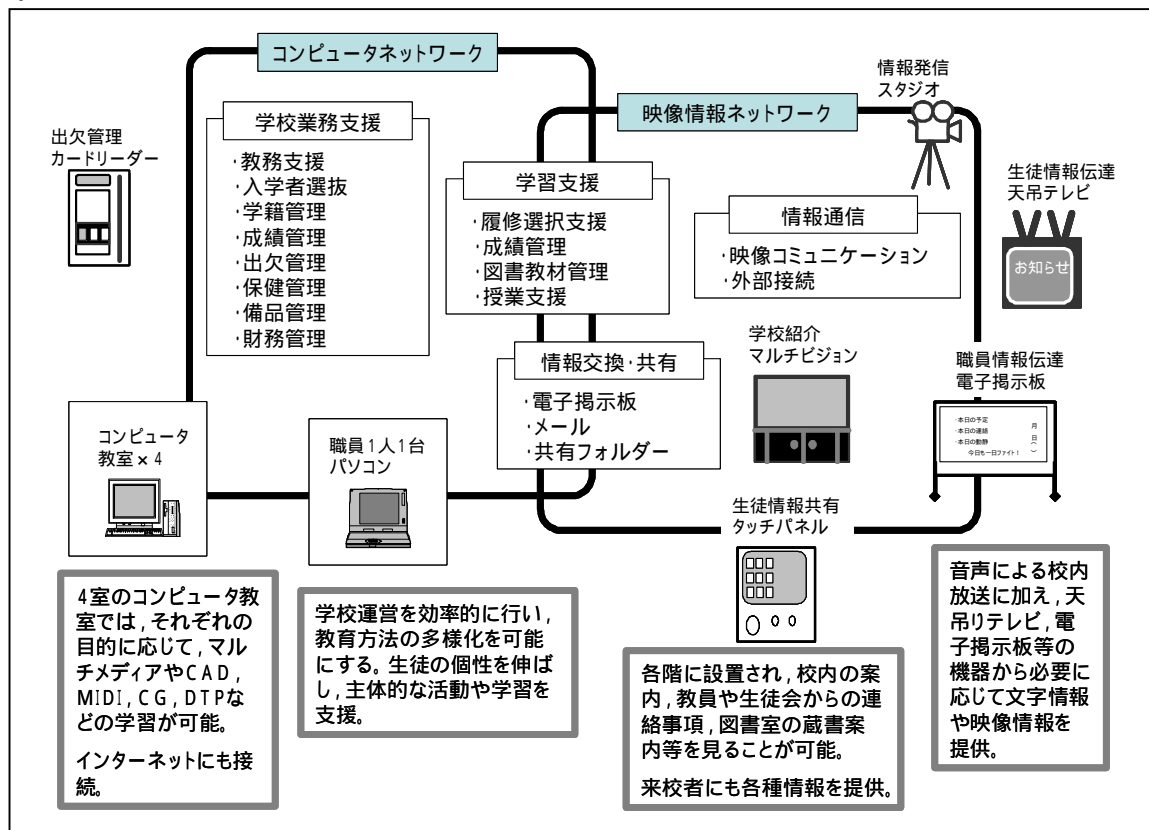 コンピュータネットワーク
情報発信
スタジオ
映像情報ネットワーク
出欠管理
カードリーダー
学校業務支援
・教務支援
・入学者選抜
・学籍管理
・成績管理
・出欠管理
・保健管理
・備品管理
・財務管理
学習支援
・履修選択支援
・成績管理
・図書教材管理
・授業支援
情報通信
・映像コミュニケーション
・外部接続
生徒情報伝達
天吊テレビ
お知らせ
情報交換・共有
・電子掲示板
・メール
・共有フォルダー
学校紹介
マルチビジョン
職員情報伝達
電子掲示板
・本日の予定
・本日の連絡
・本日の動静
今日も一日ファイト!
月
日( )
コンピュータ
教室×4
職員1人1台
パソコン
生徒情報共有
タッチパネル
4室のコンピュータ教
室では,それぞれの
目的に応じて,マル
チメディアやCAD,
MIDI,CG,DTPな
どの学習が可能。
インターネットにも接
続。
学校運営を効率的に行い,
教育方法の多様化を可能
にする。生徒の個性を伸ば
し,主体的な活動や学習を
支援。
各階に設置され,校内の案
内,教員や生徒会からの連
絡事項,図書室の蔵書案
内等を見ることが可能。
来校者にも各種情報を提供。
音声による校内
放送に加え,天
吊りテレビ,電
子掲示板等の
機器から必要に
応じて文字情報
や映像情報を
提供。